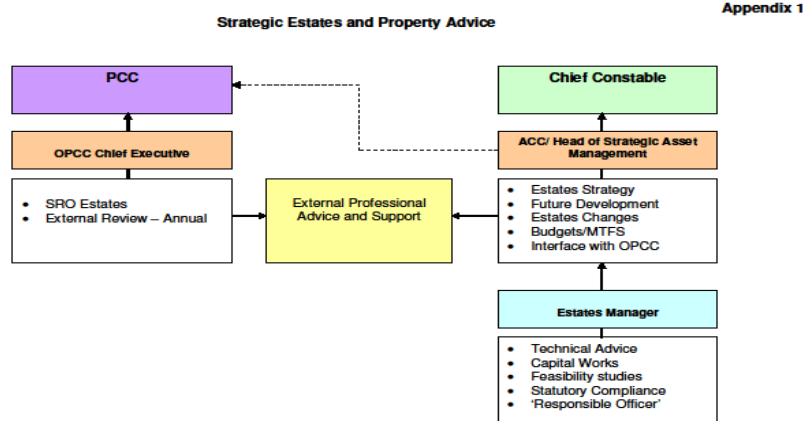 Appendix 1
Strategic Estates and Property Advice
PCC
Chief Constable
OPCC Chief Executive
ACC/ Head of Strategic Asset
Management
• SRO Estates
• External Review – Annual
External Professional
Advice and Support
• Estates Strategy
• Future Development
• Estates Changes
• Budgets/MTFS
• Interface with OPCC
Estates Manager
• Technical Advice
• Capital Works
• Feasibility studies
• Statutory Compliance
• 'Responsible Officer'